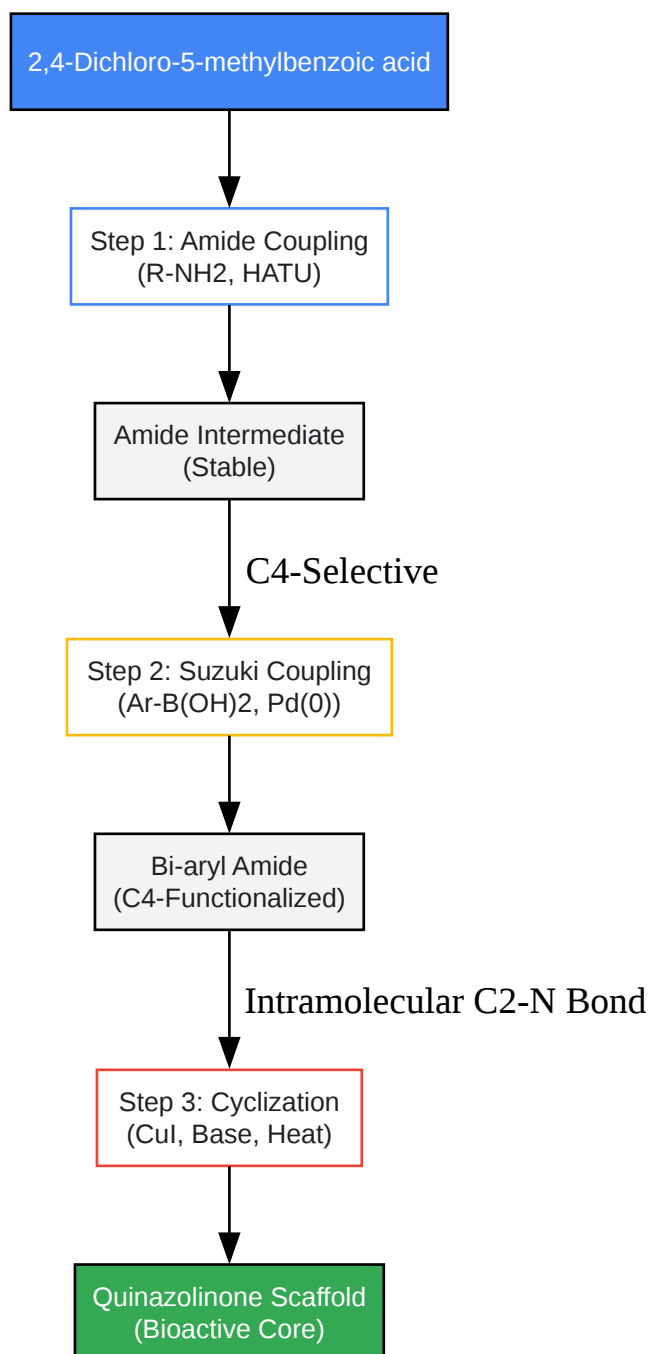 2,4-Dichloro-5-methylbenzoic acid
Step 1: Amide Coupling
(R-NH2, HATU)
Amide Intermediate
(Stable)
C4-Selective
Step 2: Suzuki Coupling
(Ar-B(OH)2, Pd(0))
Bi-aryl Amide
(C4-Functionalized)
Intramolecular C2-N Bond
Step 3: Cyclization
(CuI, Base, Heat)
Quinazolinone Scaffold
(Bioactive Core)